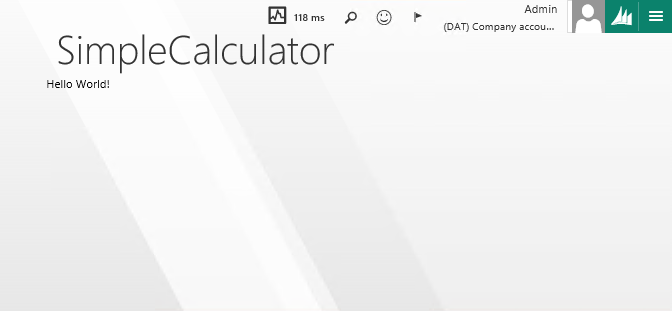 118 ms
Admin
(DAT) Company accou...
SimpleCalculator
Hello World!